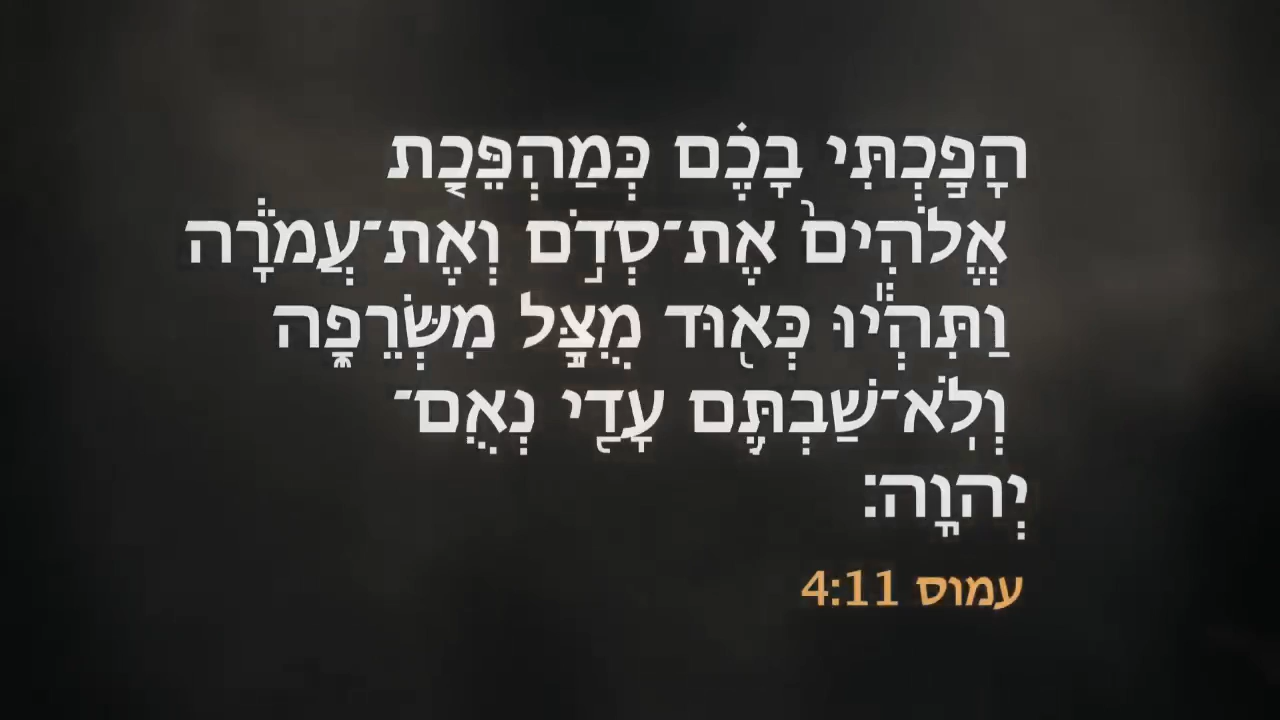 הָפַ֣כְתִּי בָכֶ֗ם כְּמַהְפֵּכַ֤ת
אֱלֹהִים֙ אֶת־סְדֹ֣ם וְאֶת־עֲמֹרָ֔ה
וַתִּהְי֕וּ כְּא֖וּד מֻצָּ֣ל מִשְּׂרֵפָ֑ה
וְלֹֽא־שַׁבְתֶּ֥ם עָדַ֖י נְאֻם־
יְהוָֽה׃
עמוס 4:11